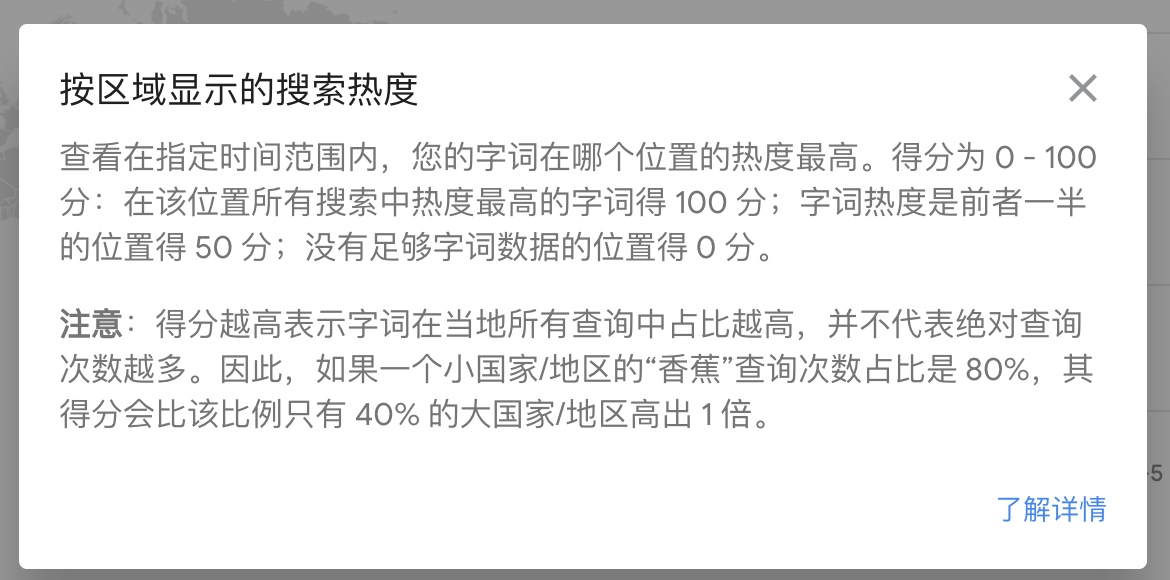 按区域显示的搜索热度
查看在指定时间范围内，您的字词在哪个位置的热度最高。得分为 0 - 100
分：在该位置所有搜索中热度最高的字词得 100 分；字词热度是前者一半
的位置得 50 分；没有足够字词数据的位置得 0 分。
注意：得分越高表示字词在当地所有查询中占比越高，并不代表绝对查询
次数越多。因此，如果一个小国家/地区的“香蕉”查询次数占比是 80%，其
得分会比该比例只有 40% 的大国家/地区高出 1 倍。
-5
了解详情